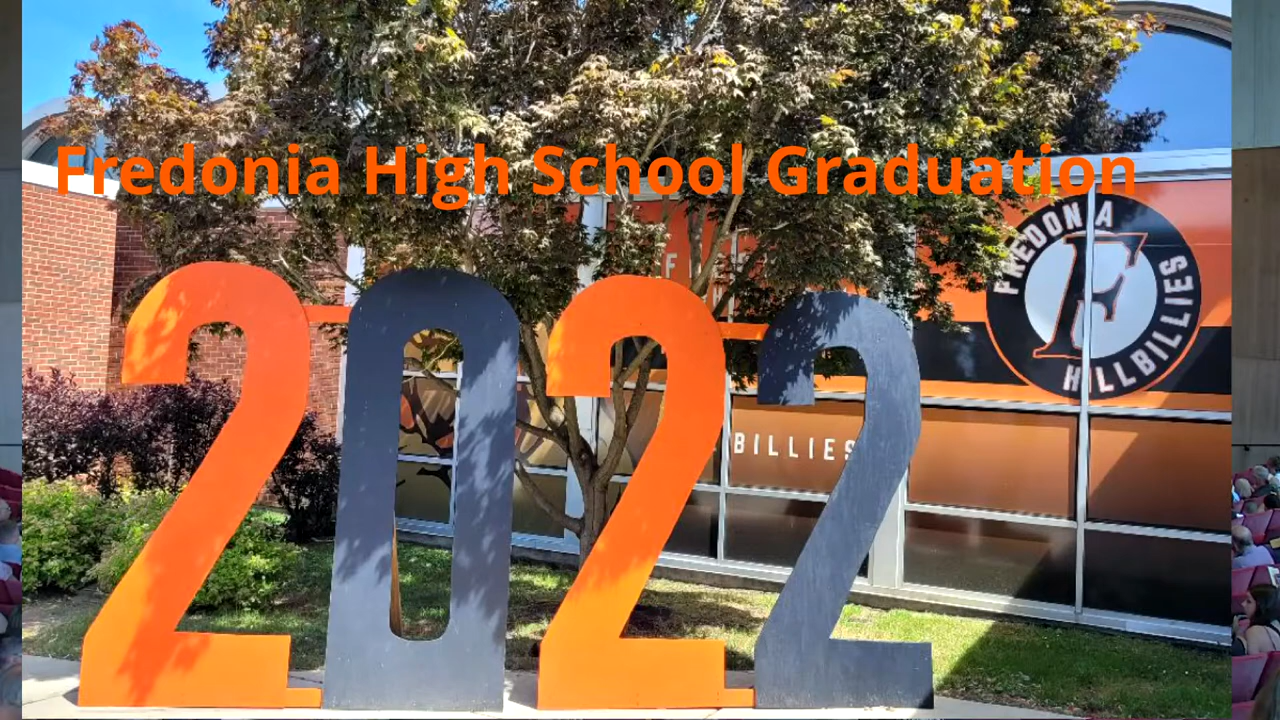 Fredonia High School Graduation
FREDONIA
F
HILLBILLIES
2022
BILLIES